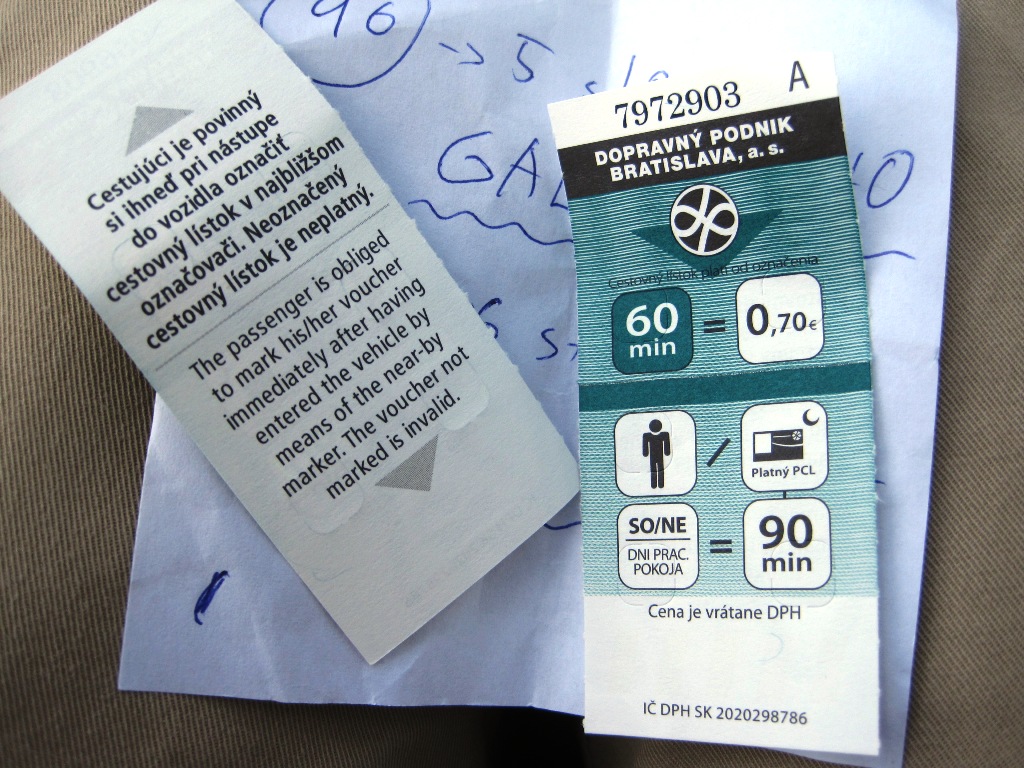 96
→ 5
Cestujúci je povinný
si ihneď pri nástupe
do vozidla označiť
cestovný lístok v najbližšom
označovači. Neoznačený
cestovný lístok je neplatný.
The passenger is obliged
to mark his/her voucher
immediately after having
entered the vehicle by
means of the near-by
marker. The voucher not
marked is invalid.
7972903 A
DOPRAVNÝ PODNIK
BRATISLAVA, a. s.
Cestovný lístok platí od označenia
60 min = 0,70€
/ Platný PCL
SO/NE
DNI PRAC. POKOJA = 90 min
Cena je vrátane DPH
IČ DPH SK 2020298786